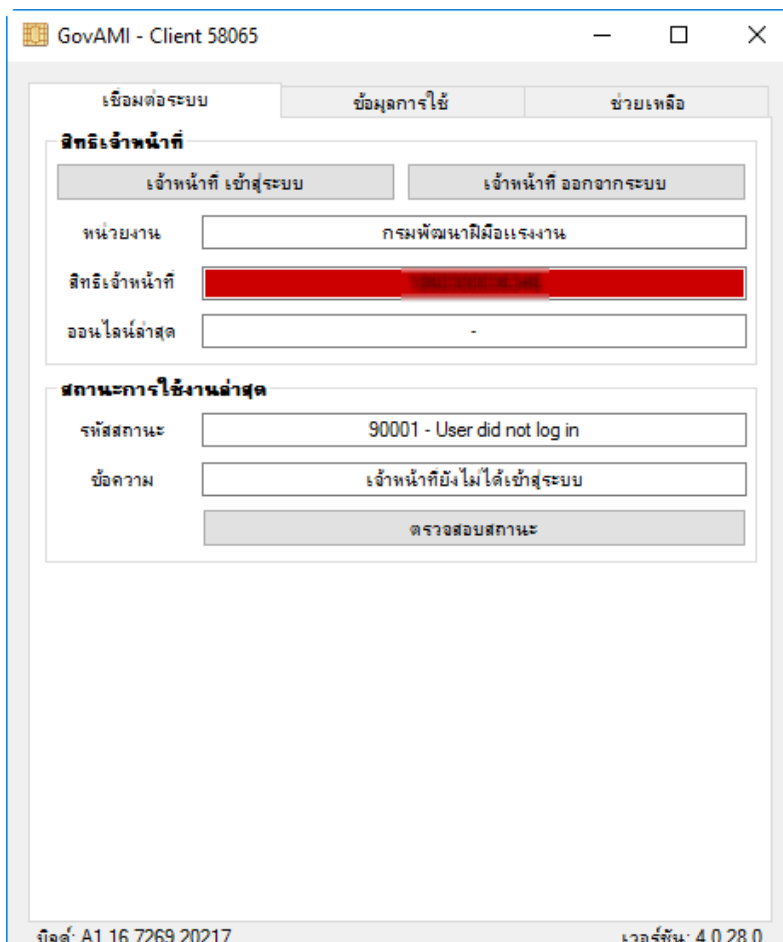 GovAMI - Client 58065
เชื่อมต่อระบบ ข้อมูลการใช้ ช่วยเหลือ
สิทธิเจ้าหน้าที่
เจ้าหน้าที่ เข้าสู่ระบบ เจ้าหน้าที่ ออกจากระบบ
หน่วยงาน กรมพัฒนาฝีมือแรงงาน
สิทธิเจ้าหน้าที่
ออนไลน์ล่าสุด -
สถานะการใช้งานล่าสุด
รหัสสถานะ 90001 - User did not log in
ข้อความ เจ้าหน้าที่ยังไม่ได้เข้าสู่ระบบ
ตรวจสอบสถานะ
บิลด์: A1.16.7269.20217 เวอร์ชัน: 4.0.28.0